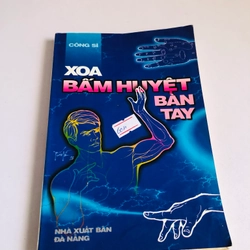 CÔNG SĨ
XOA
BẤM HUYỆT
BÀN
TAY
NHÀ XUẤT BẢN
ĐÀ NẴNG